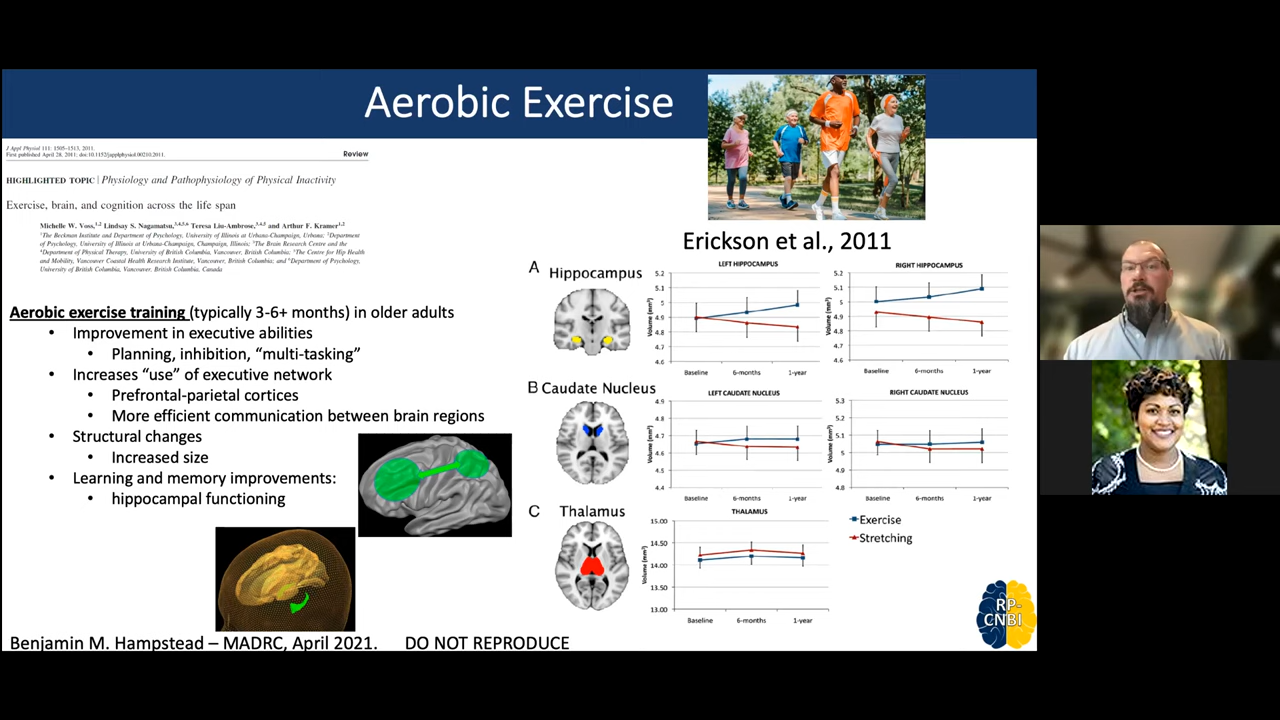 Aerobic Exercise
J Appl Physiol 111: 1505–1513, 2011.
First published April 28, 2011; doi:10.1152/japplphysiol.00210.2011.
Review
HIGHLIGHTED TOPIC | Physiology and Pathophysiology of Physical Inactivity
Exercise, brain, and cognition across the life span
Michelle W. Voss,1,2 Lindsay S. Nagamatsu,3,4,5,6 Teresa Liu-Ambrose,3,4,5 and Arthur F. Kramer1,2
1The Beckman Institute and Department of Psychology, University of Illinois at Urbana-Champaign, Urbana; 2Department
of Psychology, University of Illinois at Urbana-Champaign, Champaign, Illinois; 3The Brain Research Centre and the
4Department of Physical Therapy, University of British Columbia, Vancouver, British Columbia; 5The Centre for Hip Health
and Mobility, Vancouver Coastal Health Research Institute, Vancouver, British Columbia; and 6Department of Psychology,
University of British Columbia, Vancouver, British Columbia, Canada
Aerobic exercise training (typically 3-6+ months) in older adults
• Improvement in executive abilities
• Planning, inhibition, “multi-tasking”
• Increases “use” of executive network
• Prefrontal-parietal cortices
• More efficient communication between brain regions
• Structural changes
• Increased size
• Learning and memory improvements:
• hippocampal functioning
Erickson et al., 2011
A Hippocampus
LEFT HIPPOCAMPUS
Volume (mm3)
5.2
5.1
5
4.9
4.8
4.7
4.6
Baseline 6-months 1-year
RIGHT HIPPOCAMPUS
Volume (mm3)
5.2
5.1
5
4.9
4.8
4.7
4.6
Baseline 6-months 1-year
B Caudate Nucleus
LEFT CAUDATE NUCLEUS
Volume (mm3)
4.9
4.8
4.7
4.6
4.5
4.4
Baseline 6-months 1-year
RIGHT CAUDATE NUCLEUS
Volume (mm3)
5.3
5.2
5.1
5
4.9
4.8
Baseline 6-months 1-year
C Thalamus
THALAMUS
Volume (mm3)
15.00
14.50
14.00
13.50
13.00
Baseline 6-months 1-year
Exercise
Stretching
RP-
CNBI
Benjamin M. Hampstead – MADRC, April 2021. DO NOT REPRODUCE